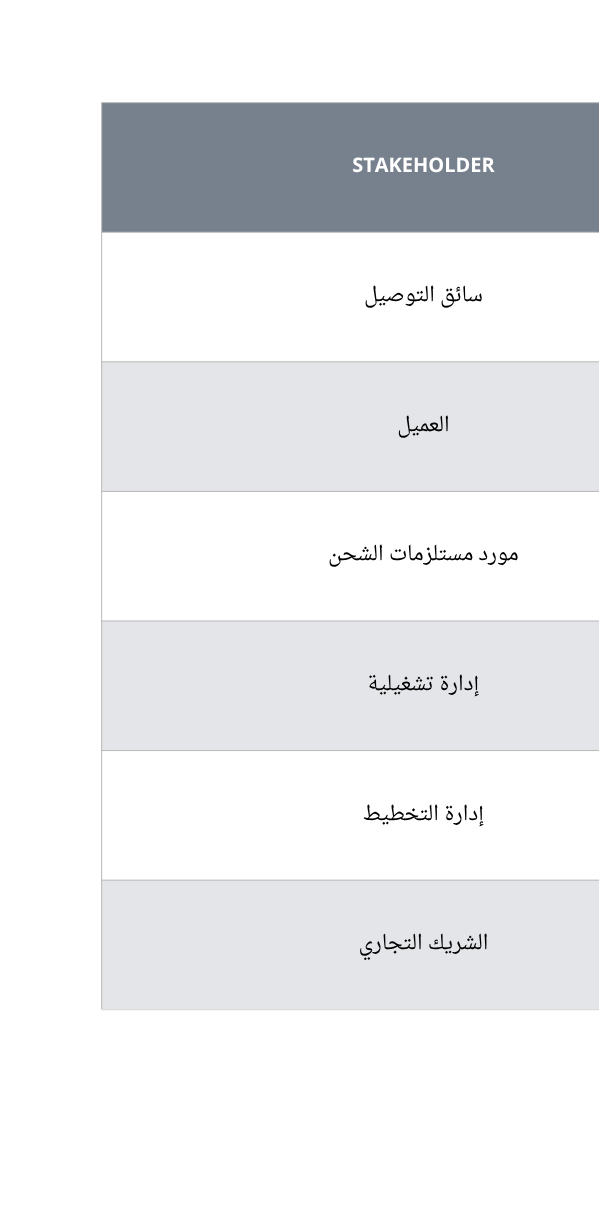 STAKEHOLDER
سائق التوصيل
العميل
مورد مستلزمات الشحن
إدارة تشغيلية
إدارة التخطيط
الشريك التجاري